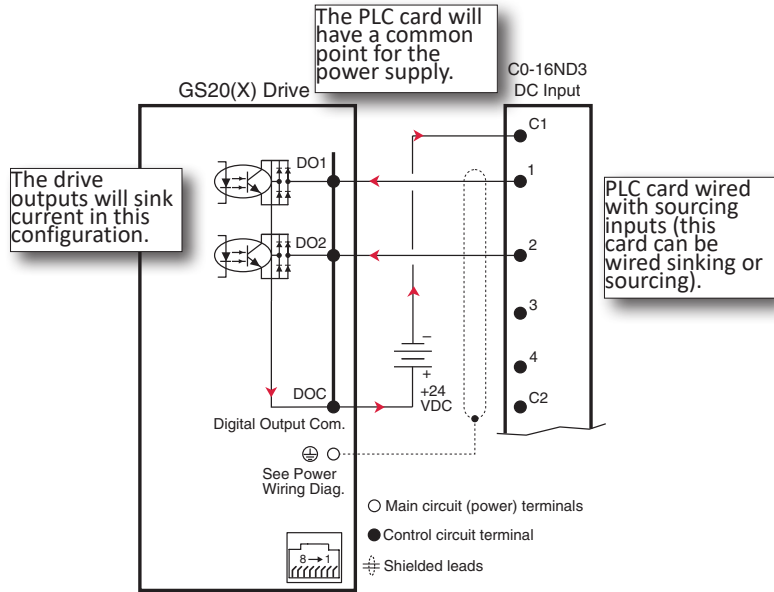 The PLC card will
have a common
point for the
power supply.
C0-16ND3
DC Input
GS20(X) Drive
C1
DO1
1
The drive
outputs will sink
current in this
configuration.
PLC card wired
with sourcing
inputs (this
card can be
wired sinking or
sourcing).
DO2
2
3
–
4
+
+24
VDC
DOC
C2
Digital Output Com.
See Power
Wiring Diag.
Main circuit (power) terminals
Control circuit terminal
Shielded leads
8→1